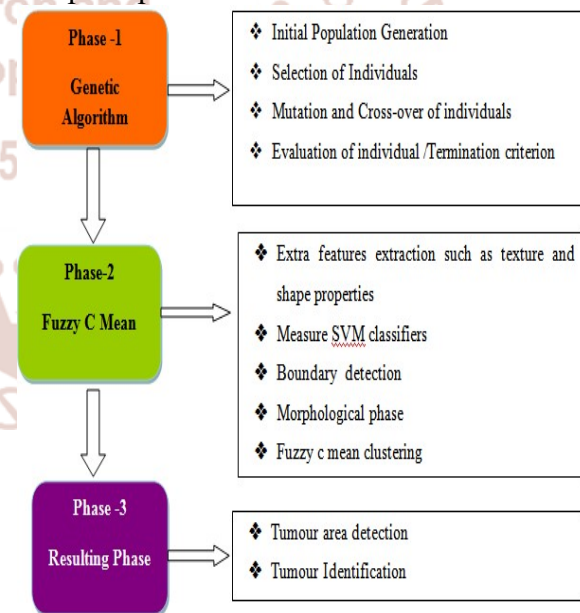 Phase -1
Genetic
Algorithm
❖ Initial Population Generation
❖ Selection of Individuals
❖ Mutation and Cross-over of individuals
❖ Evaluation of individual /Termination criterion
Phase-2
Fuzzy C Mean
❖ Extra features extraction such as texture and
shape properties
❖ Measure SVM classifiers
❖ Boundary detection
❖ Morphological phase
❖ Fuzzy c mean clustering
Phase -3
Resulting Phase
❖ Tumour area detection
❖ Tumour Identification